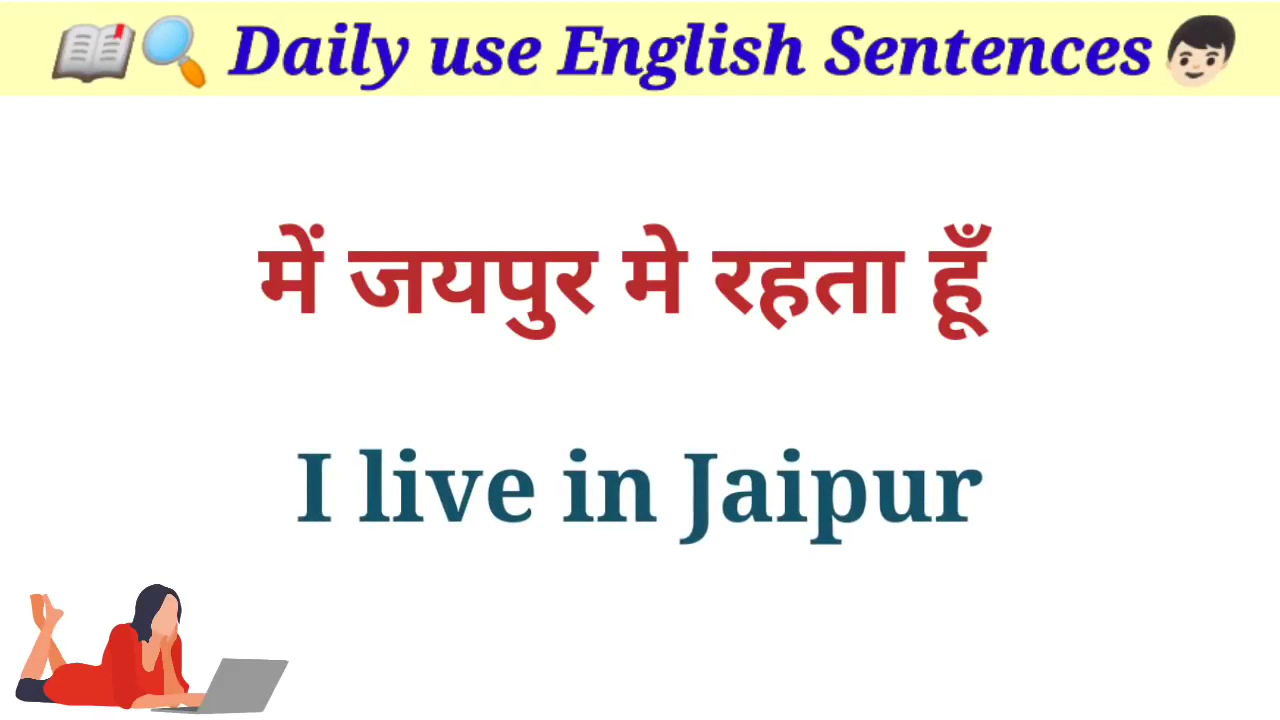 Daily use English Sentences
में जयपुर मे रहता हूँ
I live in Jaipur